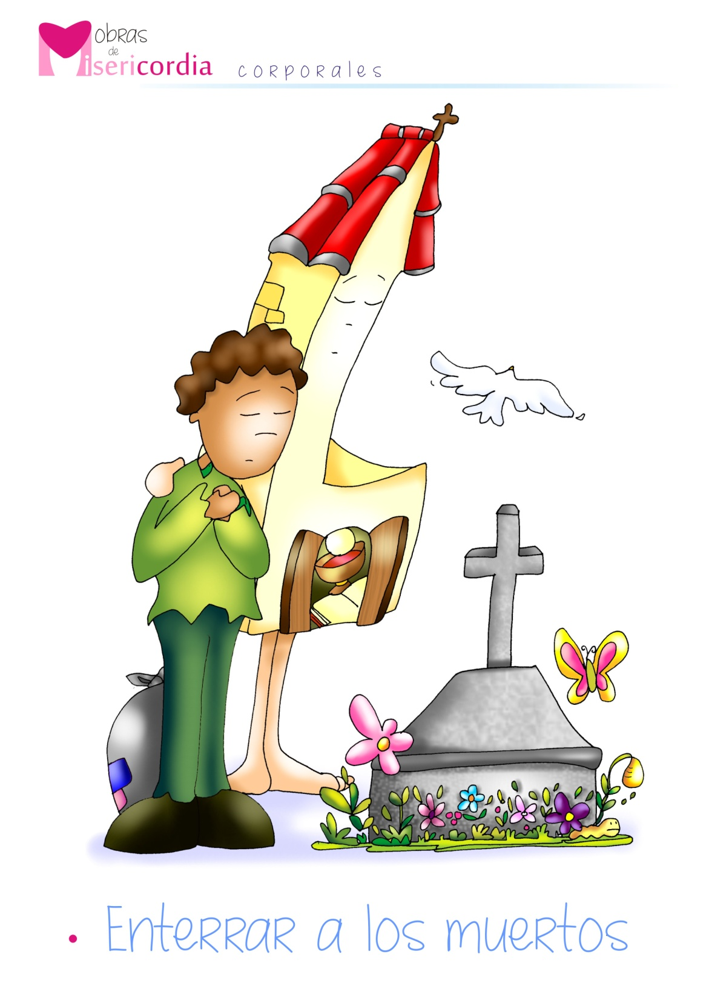 obras
de
Misericordia corporales
• Enterrar a los muertos